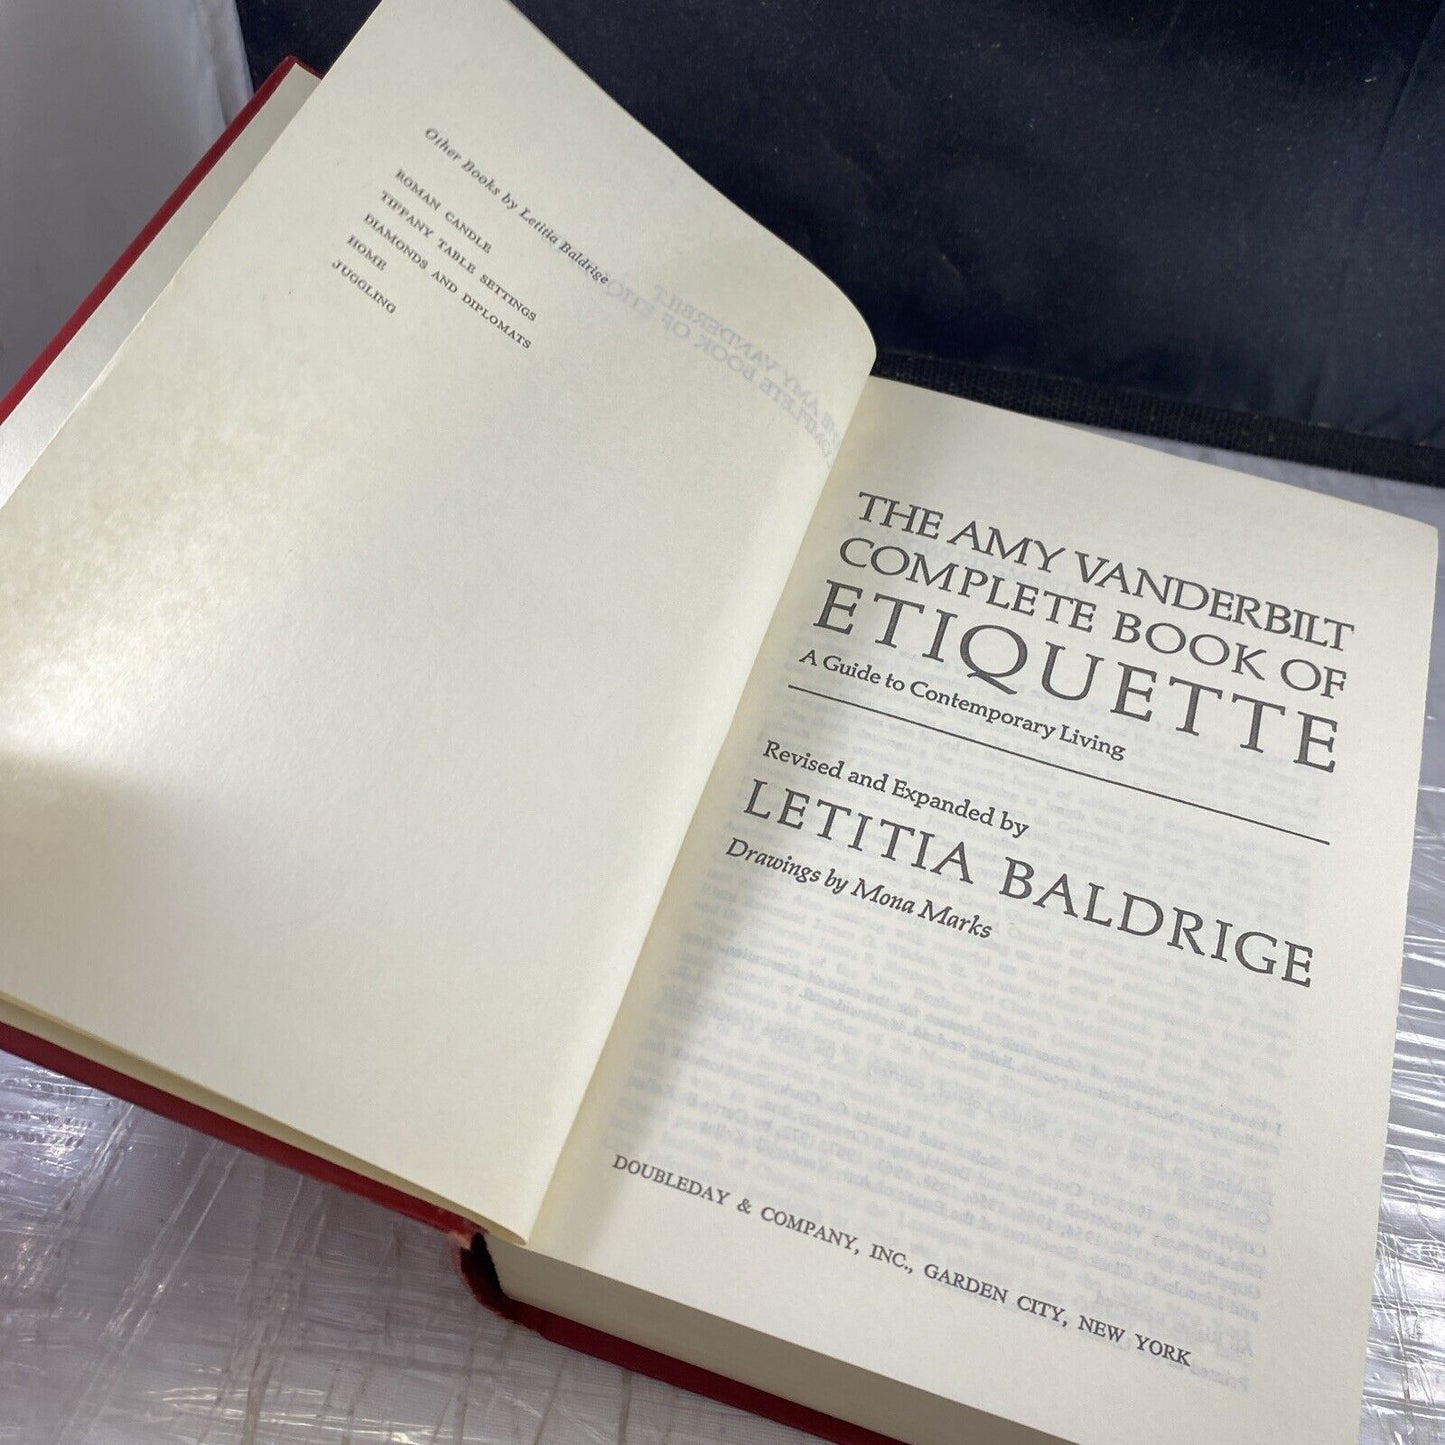 Other Books by Letitia Baldrige
ROMAN CANDLE
TIFFANY TABLE SETTINGS
DIAMONDS AND DIPLOMATS
HOME
JUGGLING
THE AMY VANDERBILT
COMPLETE BOOK OF
ETIQUETTE
A Guide to Contemporary Living
Revised and Expanded by
LETITIA BALDRIGE
Drawings by Mona Marks
DOUBLEDAY & COMPANY, INC., GARDEN CITY, NEW YORK